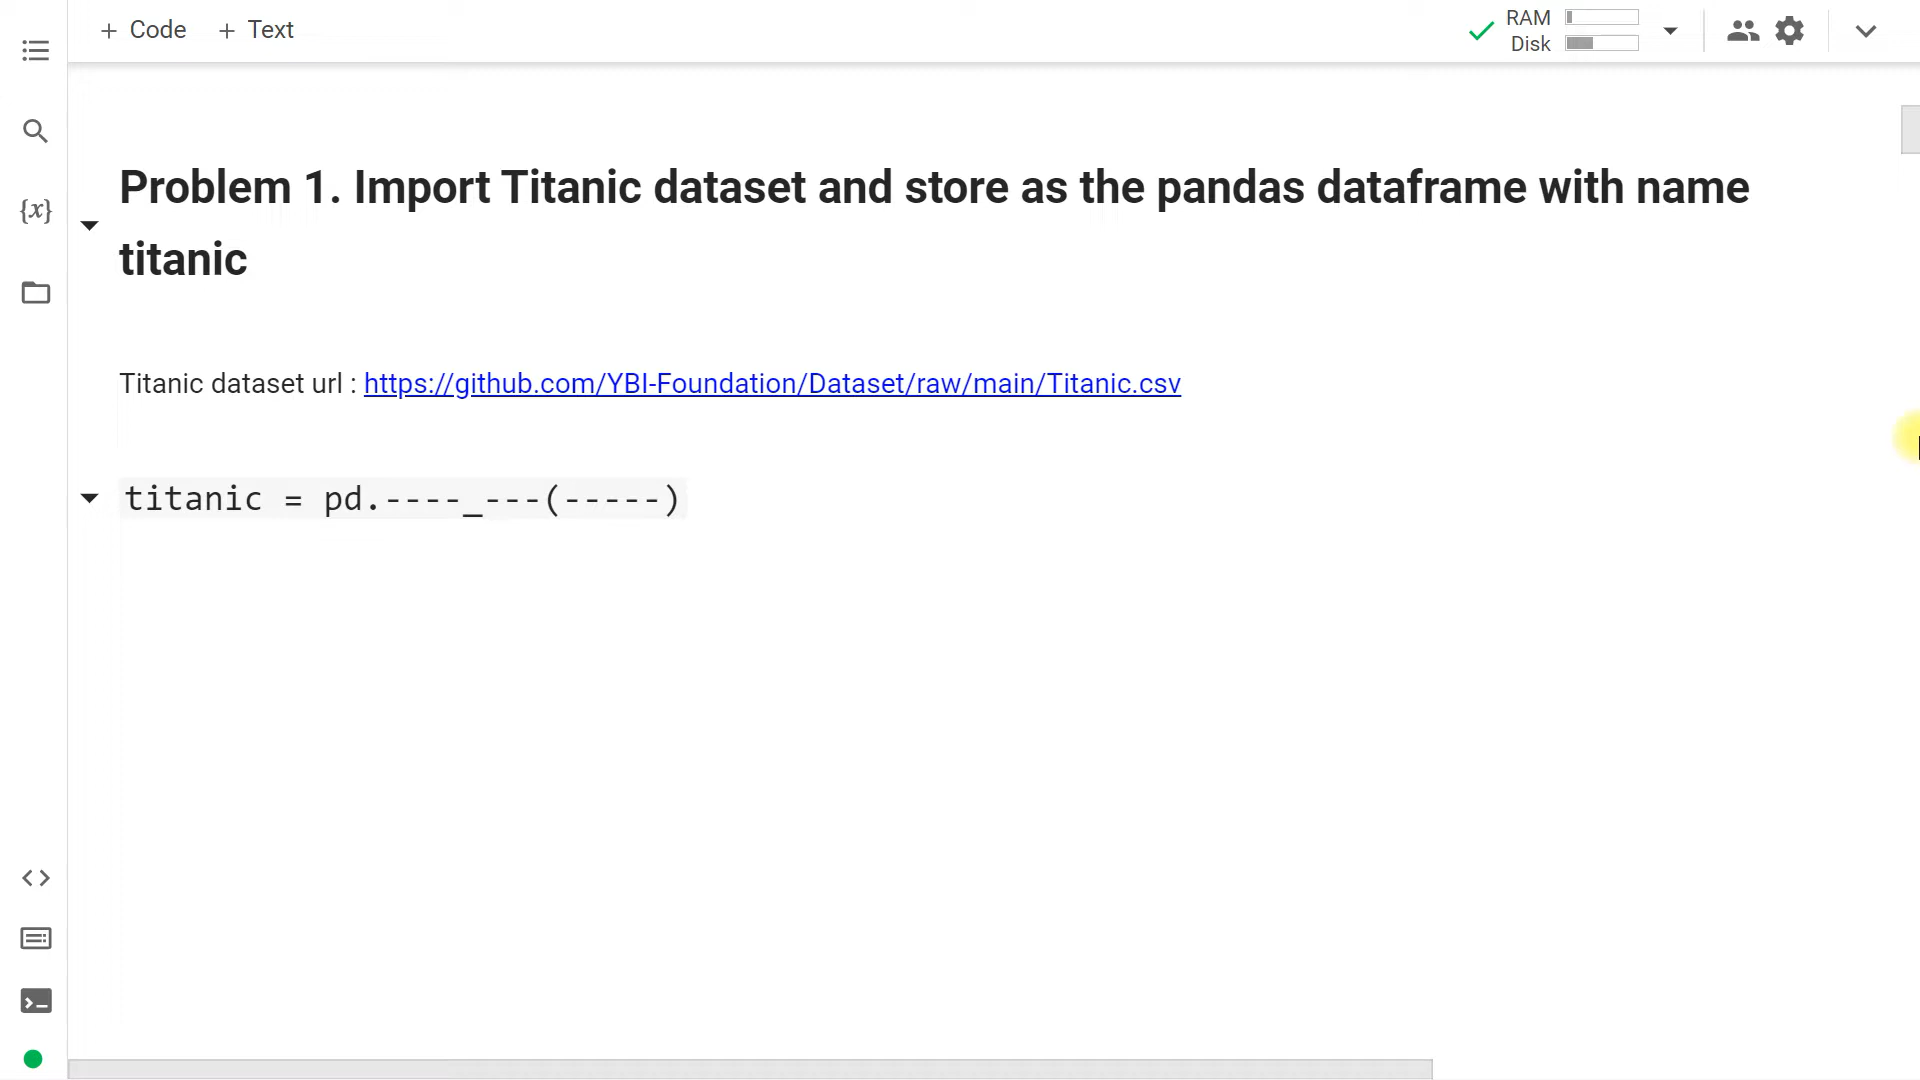 + Code + Text
RAM
Disk
{x}
Problem 1. Import Titanic dataset and store as the pandas dataframe with name
titanic
Titanic dataset url : https://github.com/YBI-Foundation/Dataset/raw/main/Titanic.csv
titanic = pd.----_---(-----)